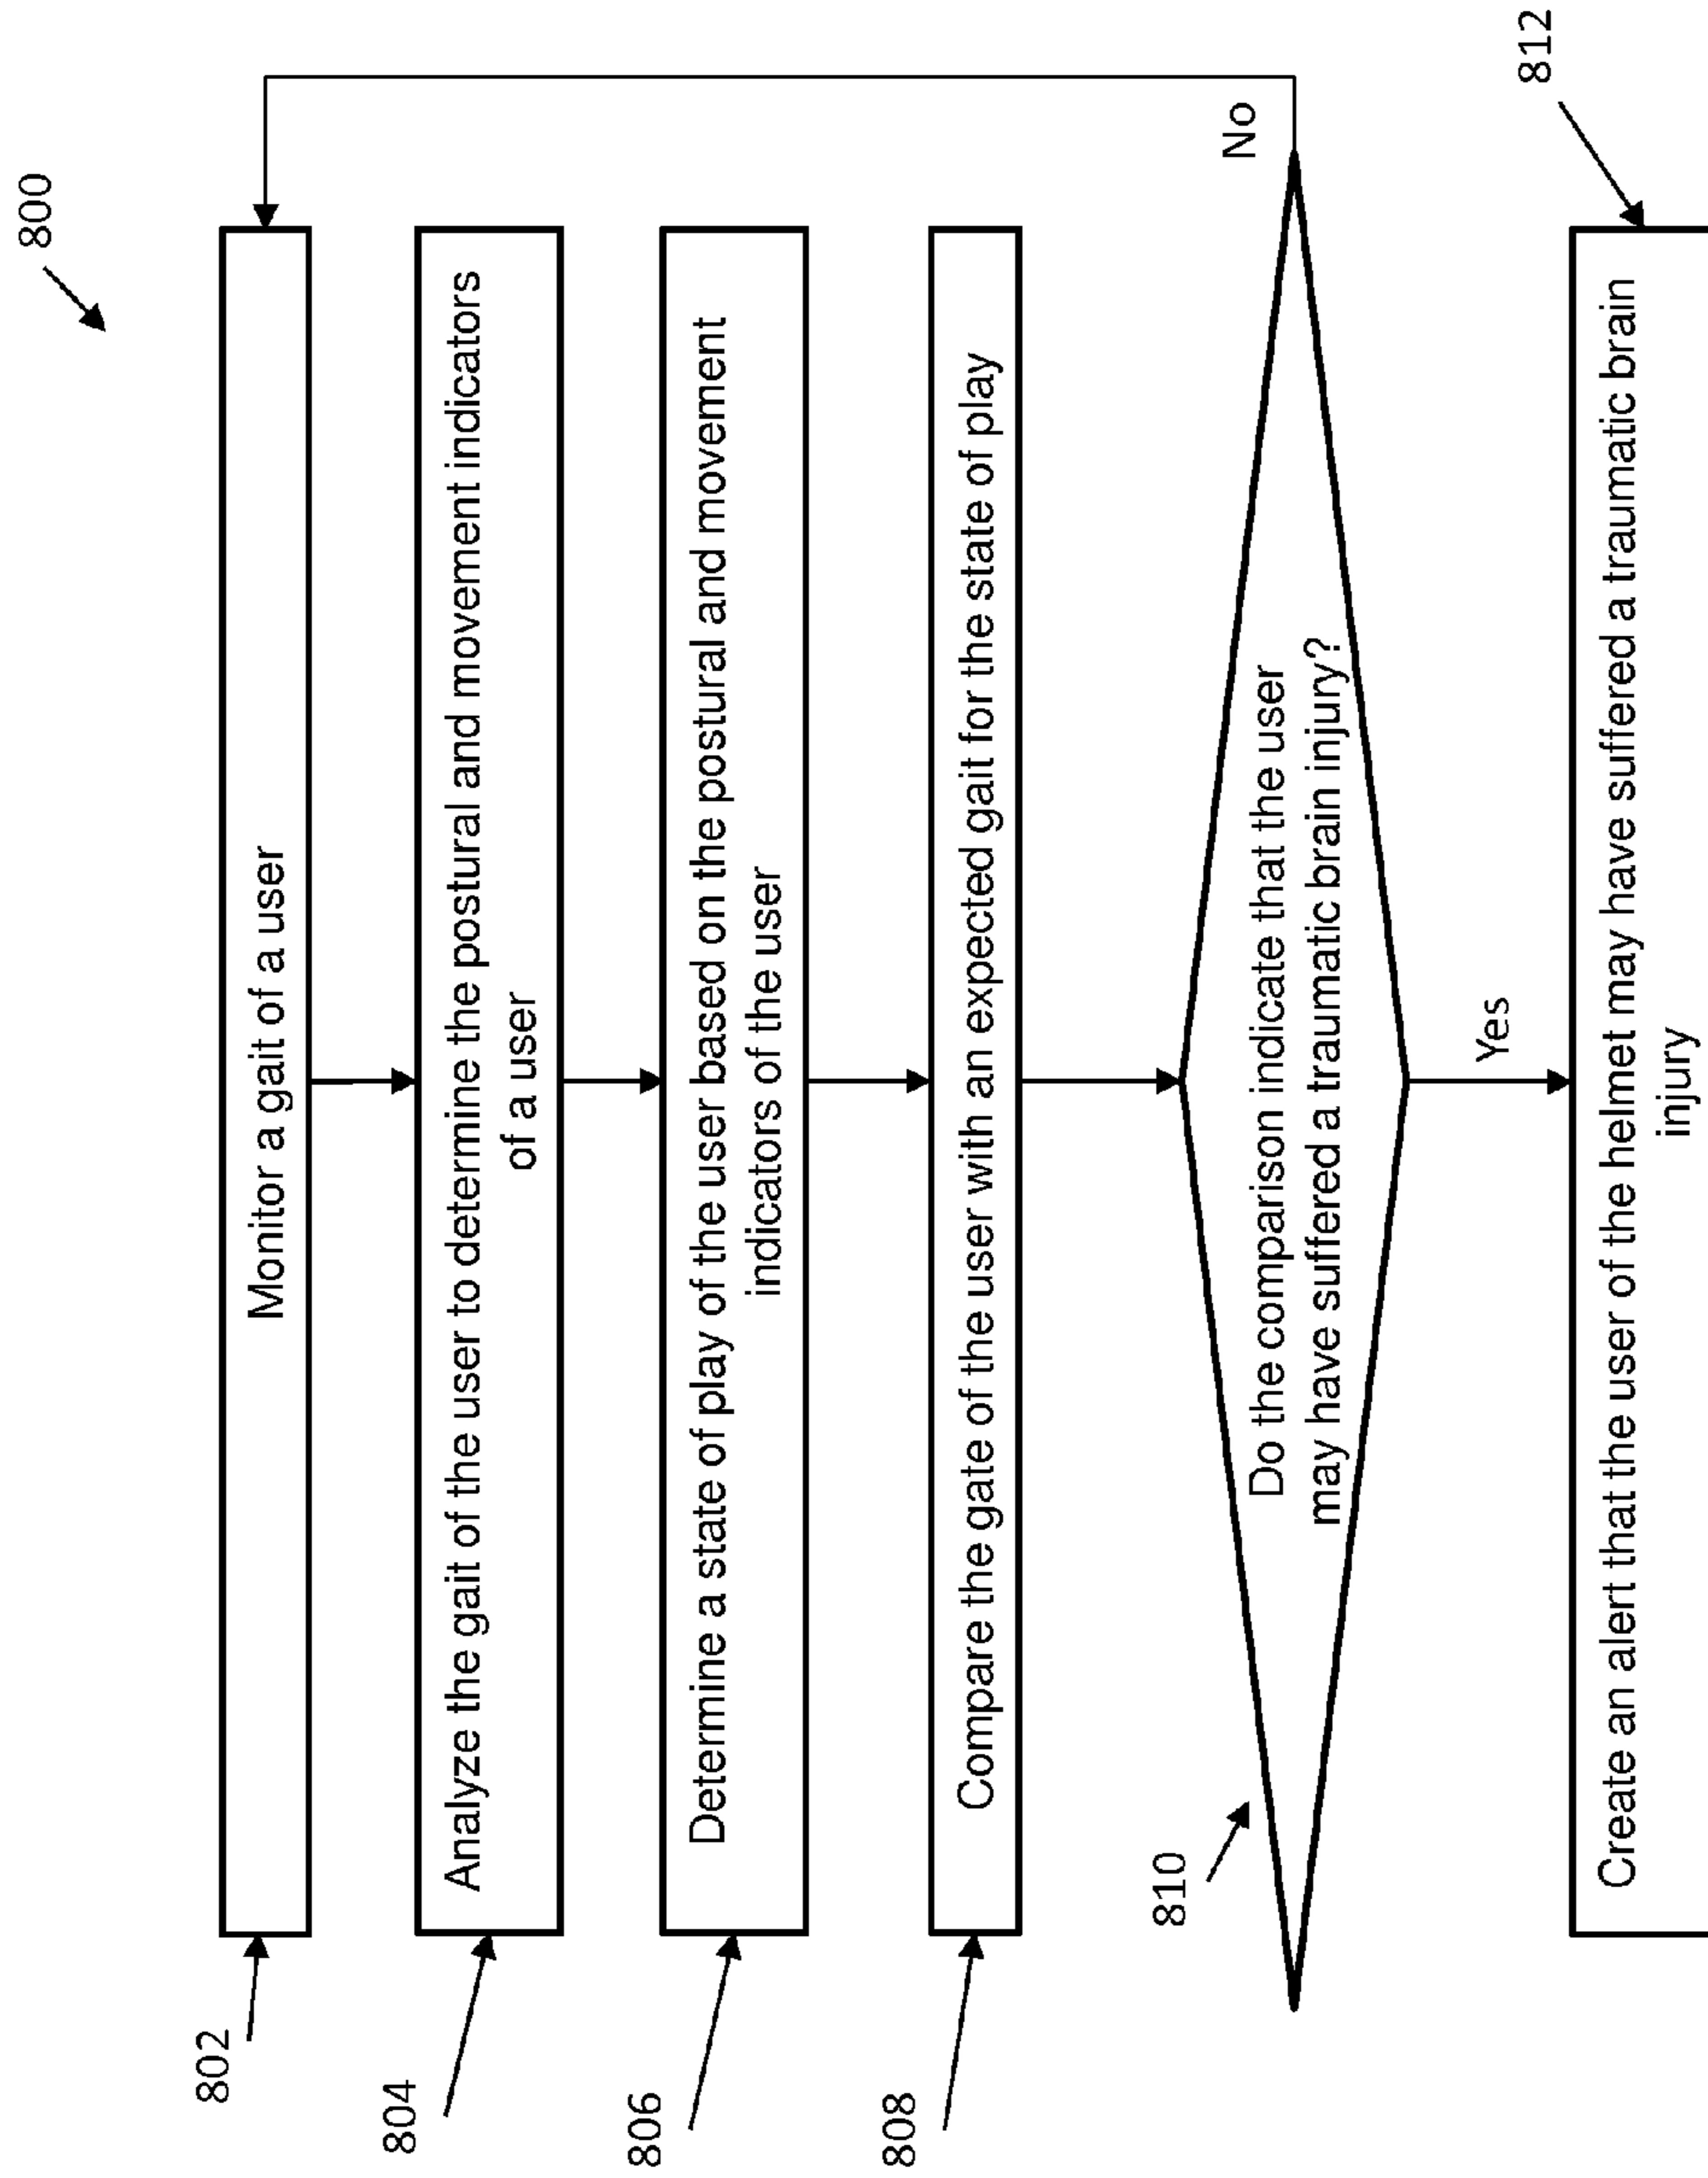 800
802
Monitor a gait of a user
804
Analyze the gait of the user to determine the postural and movement indicators
of a user
806
Determine a state of play of the user based on the postural and movement
indicators of the user
808
Compare the gate of the user with an expected gait for the state of play
810
Do the comparison indicate that the user
may have suffered a traumatic brain injury?
No
Yes
812
Create an alert that the user of the helmet may have suffered a traumatic brain
injury